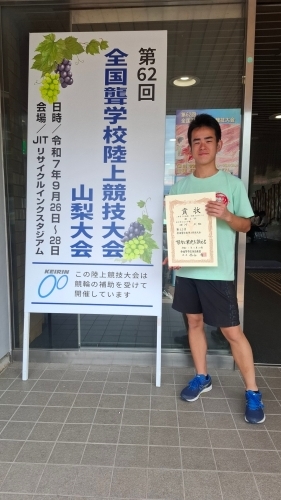 第62回
全国聾学校陸上競技大会
山梨大会
日時／令和7年9月26日～28日
会場／JITリサイクルインクスタジアム
KEIRIN
この陸上競技大会は
競輪の補助を受けて
開催しています
賞状